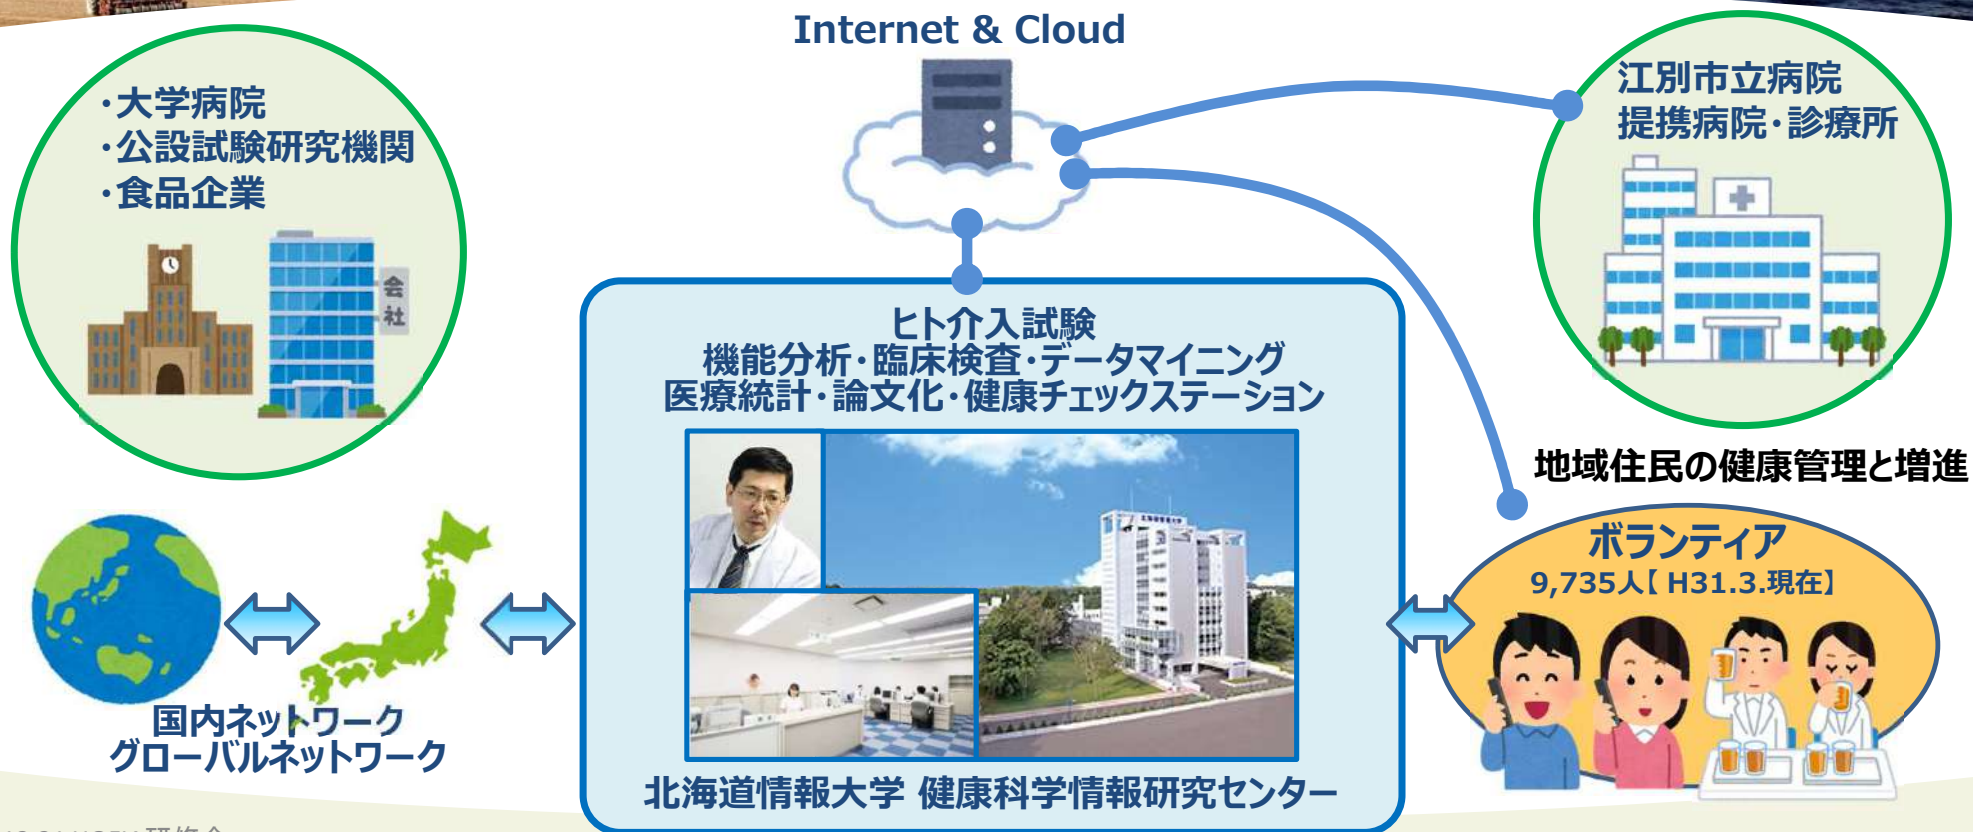 Internet & Cloud
・大学病院
・公設試験研究機関
・食品企業
会社
江別市立病院
提携病院・診療所
ヒト介入試験
機能分析・臨床検査・データマイニング
医療統計・論文化・健康チェックステーション
北海道情報大学
地域住民の健康管理と増進
ボランティア
9,735人【 H31.3.現在】
国内ネットワーク
グローバルネットワーク
北海道情報大学 健康科学情報研究センター